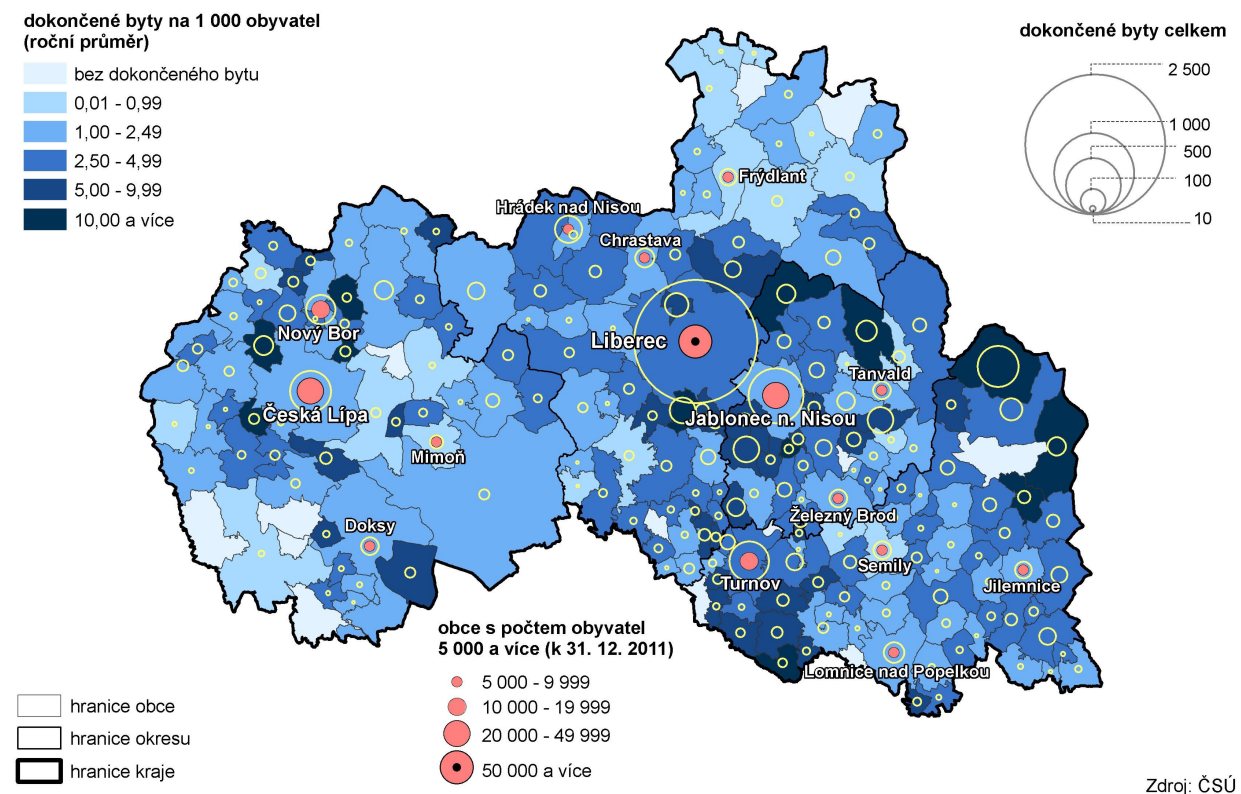 dokončené byty na 1 000 obyvatel
(roční průměr)
bez dokončeného bytu
0,01 - 0,99
1,00 - 2,49
2,50 - 4,99
5,00 - 9,99
10,00 a více
dokončené byty celkem
2 500
1 000
500
100
10
Frýdlant
Hrádek nad Nisou
Chrastava
Nový Bor
Liberec
Tanvald
Česká Lípa
Jablonec n. Nisou
Mimoň
Železný Brod
Doksy
Semily
Turnov
Jilemnice
Lomnice nad Popelkou
obce s počtem obyvatel
5 000 a více (k 31. 12. 2011)
5 000 - 9 999
10 000 - 19 999
20 000 - 49 999
50 000 a více
hranice obce
hranice okresu
hranice kraje
Zdroj: ČSÚ